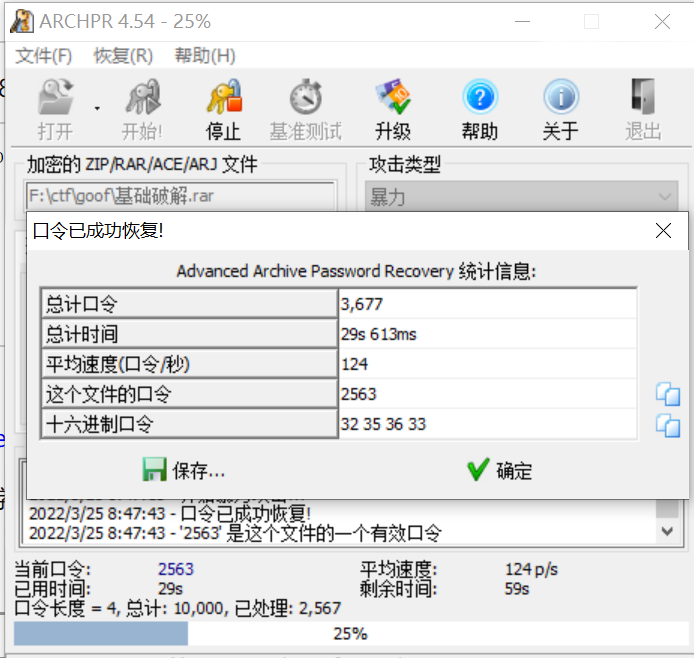 ARCHPR 4.54 - 25%
文件(F) 恢复(R) 帮助(H)
打开 开始! 停止 基准测试 升级 帮助 关于 退出
加密的 ZIP/RAR/ACE/ARJ 文件 攻击类型
F:\ctf\goof\基础破解.rar 暴力
口令已成功恢复!
Advanced Archive Password Recovery 统计信息:
总计口令 3,677
总计时间 29s 613ms
平均速度(口令/秒) 124
这个文件的口令 2563
十六进制口令 32 35 36 33
保存... 确定
2022/3/25 8:47:43 - 口令已成功恢复!
2022/3/25 8:47:43 - '2563' 是这个文件的一个有效口令
当前口令: 2563 平均速度: 124 p/s
已用时间: 29s 剩余时间: 59s
口令长度 = 4, 总计: 10,000, 已处理: 2,567
25%